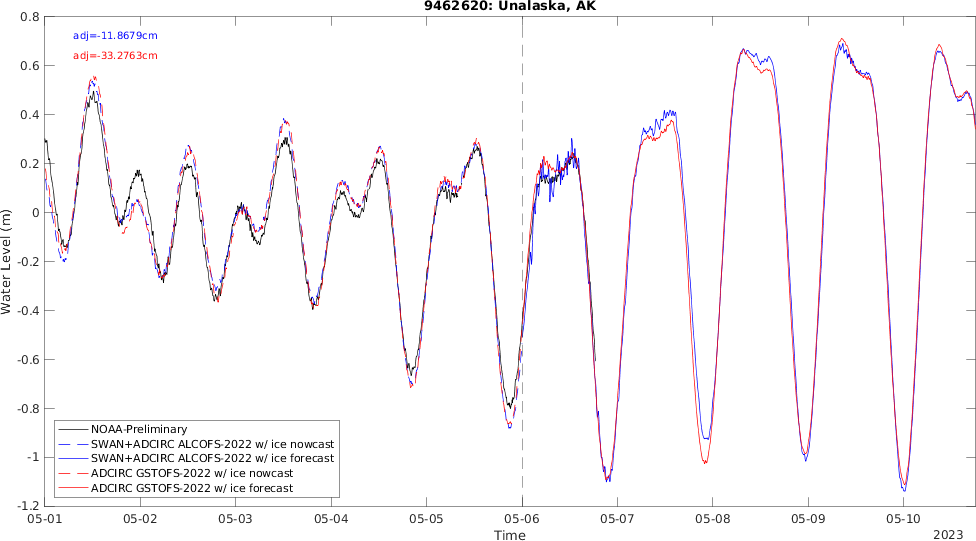 9462620: Unalaska, AK
0.8
adj=-11.8679cm
adj=-33.2763cm
0.6
0.4
0.2
0
-0.2
-0.4
-0.6
-0.8
-1
-1.2
Water Level (m)
NOAA-Preliminary
SWAN+ADCIRC ALCOFS-2022 w/ ice nowcast
SWAN+ADCIRC ALCOFS-2022 w/ ice forecast
ADCIRC GSTOFS-2022 w/ ice nowcast
ADCIRC GSTOFS-2022 w/ ice forecast
05-01 05-02 05-03 05-04 05-05 05-06 05-07 05-08 05-09 05-10
Time
2023